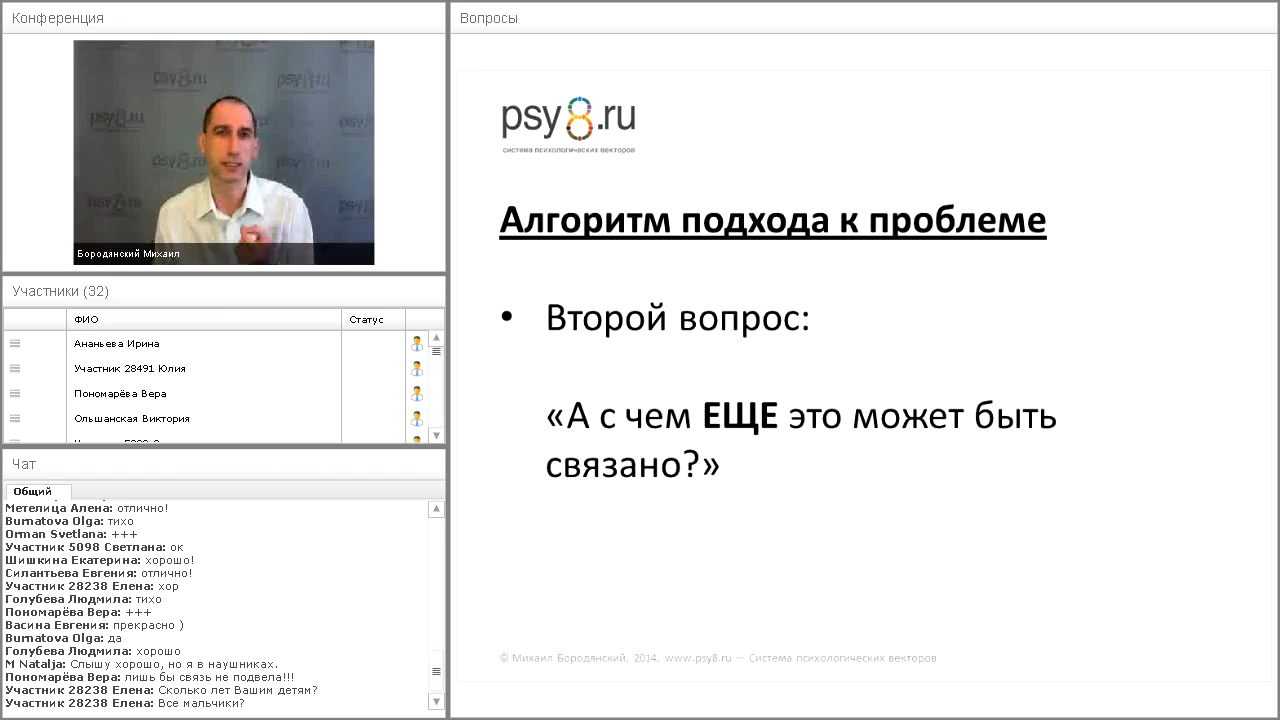 Конференция
Бородянский Михаил
Участники (32)
ФИО
Статус
Ананьева Ирина
Участник 28491 Юлия
Пономарёва Вера
Ольшанская Виктория
Чат
Общий
Метелица Алена: отлично!
Burnatova Olga: тихо
Orman Svetlana: +++
Участник 5098 Светлана: ок
Шишкина Екатерина: хорошо!
Силантьева Евгения: отлично!
Участник 28238 Елена: хор
Голубева Людмила: тихо
Пономарёва Вера: +++
Васина Евгения: прекрасно )
Burnatova Olga: да
Голубева Людмила: хорошо
M Natalja: Слышу хорошо, но я в наушниках.
Пономарёва Вера: лишь бы связь не подвела!!!
Участник 28238 Елена: Сколько лет Вашим детям?
Участник 28238 Елена: Все мальчики?
Вопросы
psy8.ru
система психологических векторов
Алгоритм подхода к проблеме
• Второй вопрос:
«А с чем ЕЩЕ это может быть
связано?»
© Михаил Бородянский, 2014, www.psy8.ru — Система психологических векторов